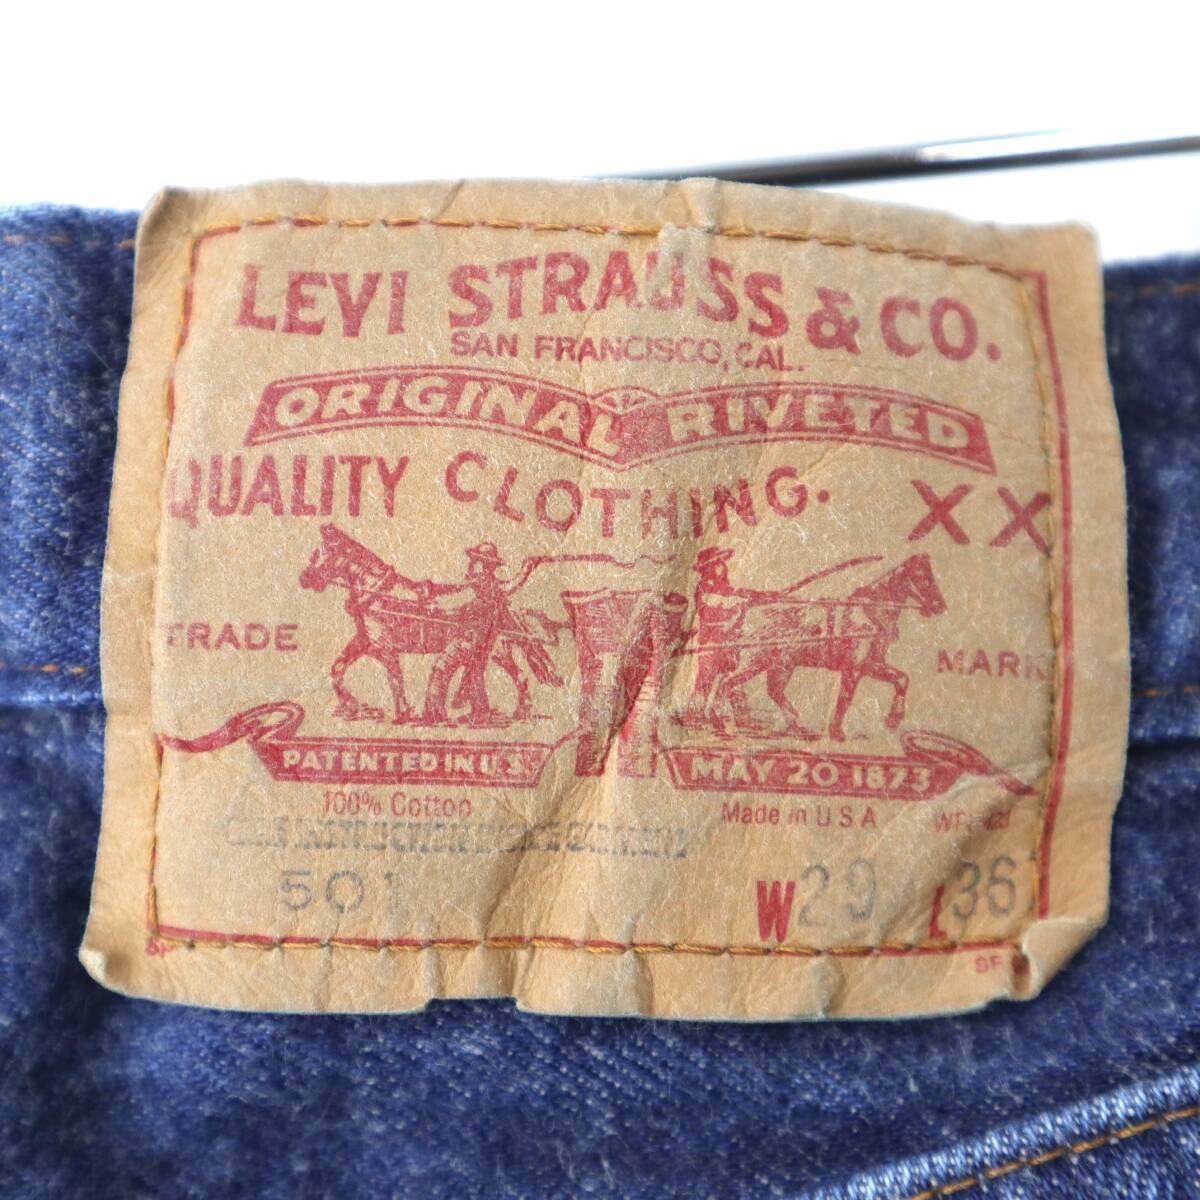 LEVI STRAUSS & CO.
SAN FRANCISCO, CAL.
ORIGINAL RIVETED
QUALITY CLOTHING. XX
TRADE MARK
PATENTED IN U.S. MAY 20 1873
100% Cotton Made in U S A
501 W29 L36
SF